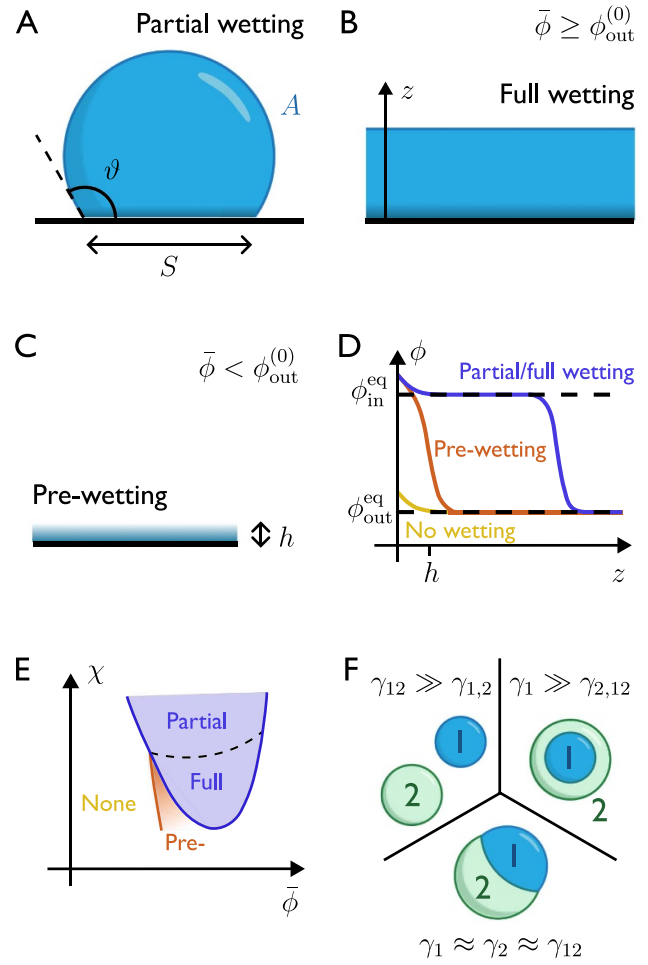 A
Partial wetting
A
ϑ
S
B
ϕ̄ ≥ ϕ_out^(0)
z
Full wetting
C
ϕ̄ < ϕ_out^(0)
Pre-wetting
h
D
ϕ
Partial/full wetting
ϕ_in^eq
Pre-wetting
ϕ_out^eq
No wetting
h
z
E
χ
Partial
Full
None
Pre-
ϕ̄
F
γ₁₂ ≫ γ₁,₂
γ₁ ≫ γ₂,₁₂
1
1
2
2
1
2
γ₁ ≈ γ₂ ≈ γ₁₂